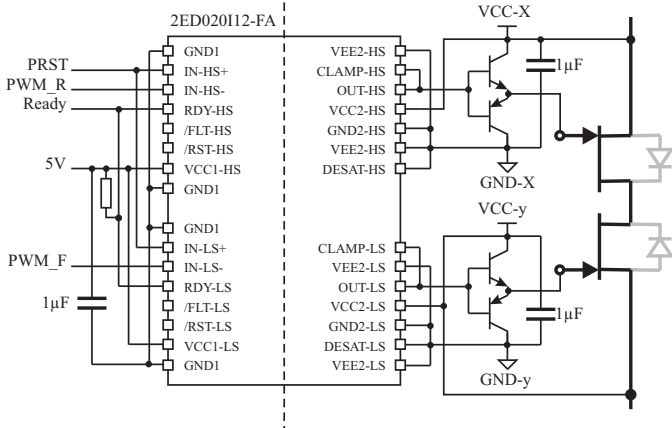 2ED020I12-FA
VCC-X
PRST
PWM_R
Ready
5V
PWM_F
1µF
GND1
IN-HS+
IN-HS-
RDY-HS
/FLT-HS
/RST-HS
VCC1-HS
GND1
GND1
IN-LS+
IN-LS-
RDY-LS
/FLT-LS
/RST-LS
VCC1-LS
GND1
VEE2-HS
CLAMP-HS
OUT-HS
VCC2-HS
GND2-HS
VEE2-HS
DESAT-HS
CLAMP-LS
VEE2-LS
OUT-LS
VCC2-LS
GND2-LS
DESAT-LS
VEE2-LS
1µF
GND-X
VCC-y
1µF
GND-y